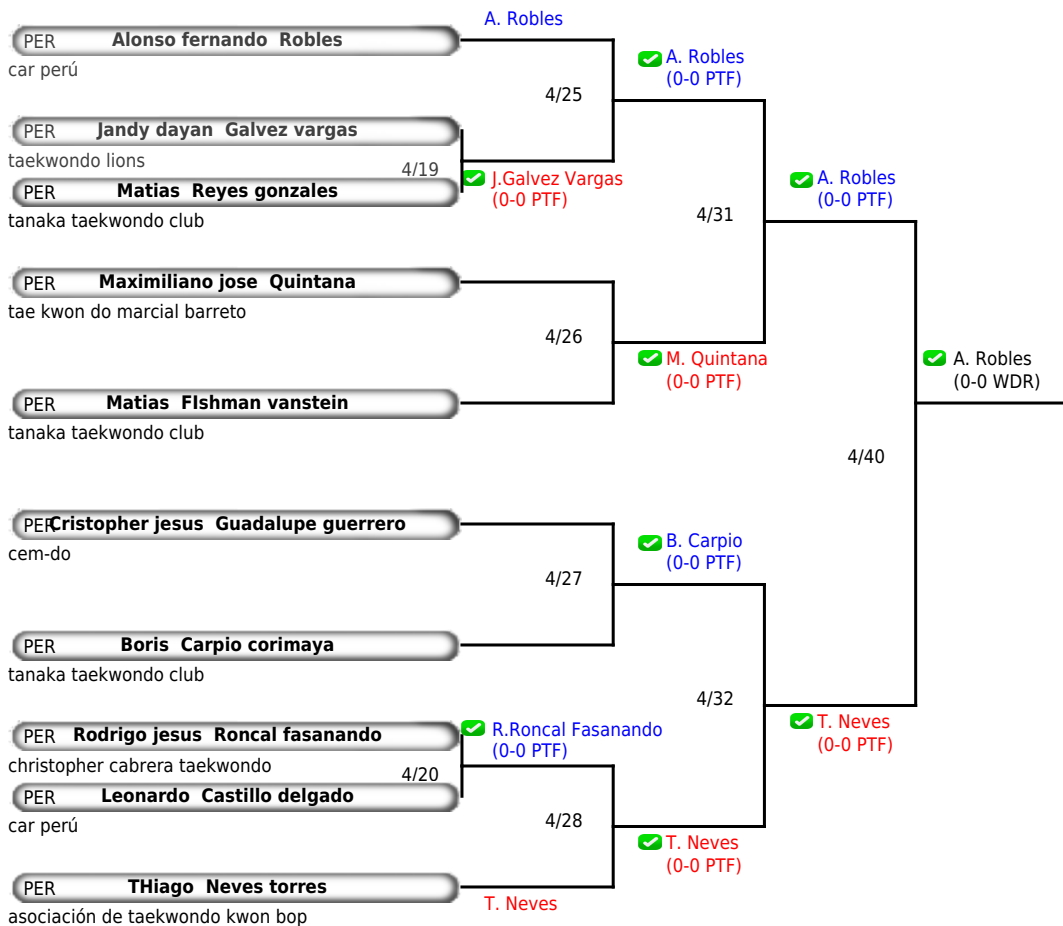 A. Robles
PER Alonso fernando Robles
car perú
A. Robles
(0-0 PTF)
4/25
PER Jandy dayan Galvez vargas
taekwondo lions
4/19
J.Galvez Vargas
(0-0 PTF)
PER Matias Reyes gonzales
tanaka taekwondo club
A. Robles
(0-0 PTF)
4/31
PER Maximiliano jose Quintana
tae kwon do marcial barreto
4/26
M. Quintana
(0-0 PTF)
A. Robles
(0-0 WDR)
PER Matias FIshman vanstein
tanaka taekwondo club
4/40
PER Cristopher jesus Guadalupe guerrero
cem-do
B. Carpio
(0-0 PTF)
4/27
PER Boris Carpio corimaya
tanaka taekwondo club
4/32
T. Neves
(0-0 PTF)
PER Rodrigo jesus Roncal fasanando
R.Roncal Fasanando
(0-0 PTF)
christopher cabrera taekwondo
4/20
PER Leonardo Castillo delgado
car perú
4/28
T. Neves
(0-0 PTF)
PER THiago Neves torres
T. Neves
asociación de taekwondo kwon bop